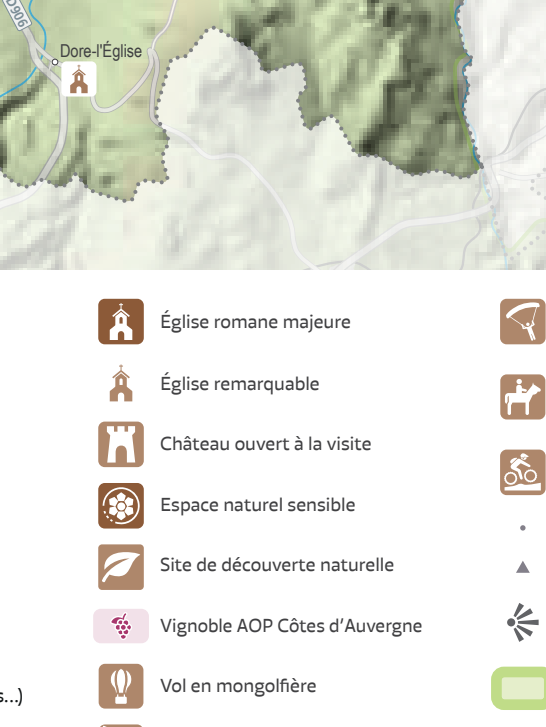 D906
Dore-l'Église
Église romane majeure
Église remarquable
Château ouvert à la visite
Espace naturel sensible
Site de découverte naturelle
Vignoble AOP Côtes d'Auvergne
s...)
Vol en mongolfière